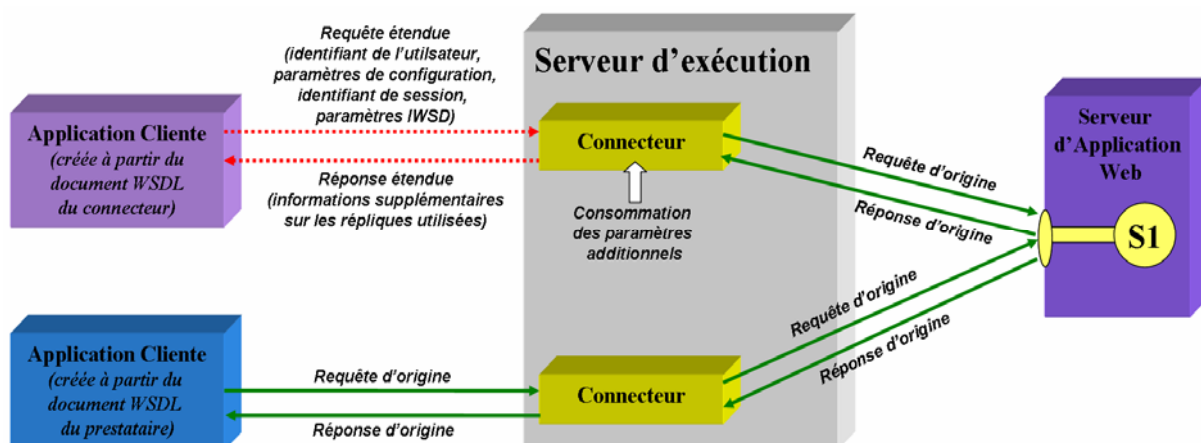 Requête étendue
(identifiant de l'utilsateur,
paramètres de configuration,
identifiant de session,
paramètres IWSD)
Serveur d'exécution
Application Cliente
(créée à partir du
document WSDL
du connecteur)
Réponse étendue
(informations supplémentaires
sur les répliques utilisées)
Connecteur
Consommation
des paramètres
additionnels
Requête d'origine
Réponse d'origine
Serveur
d'Application
Web
S1
Requête d'origine
Réponse d'origine
Application Cliente
(créée à partir du
document WSDL
du prestataire)
Requête d'origine
Réponse d'origine
Connecteur